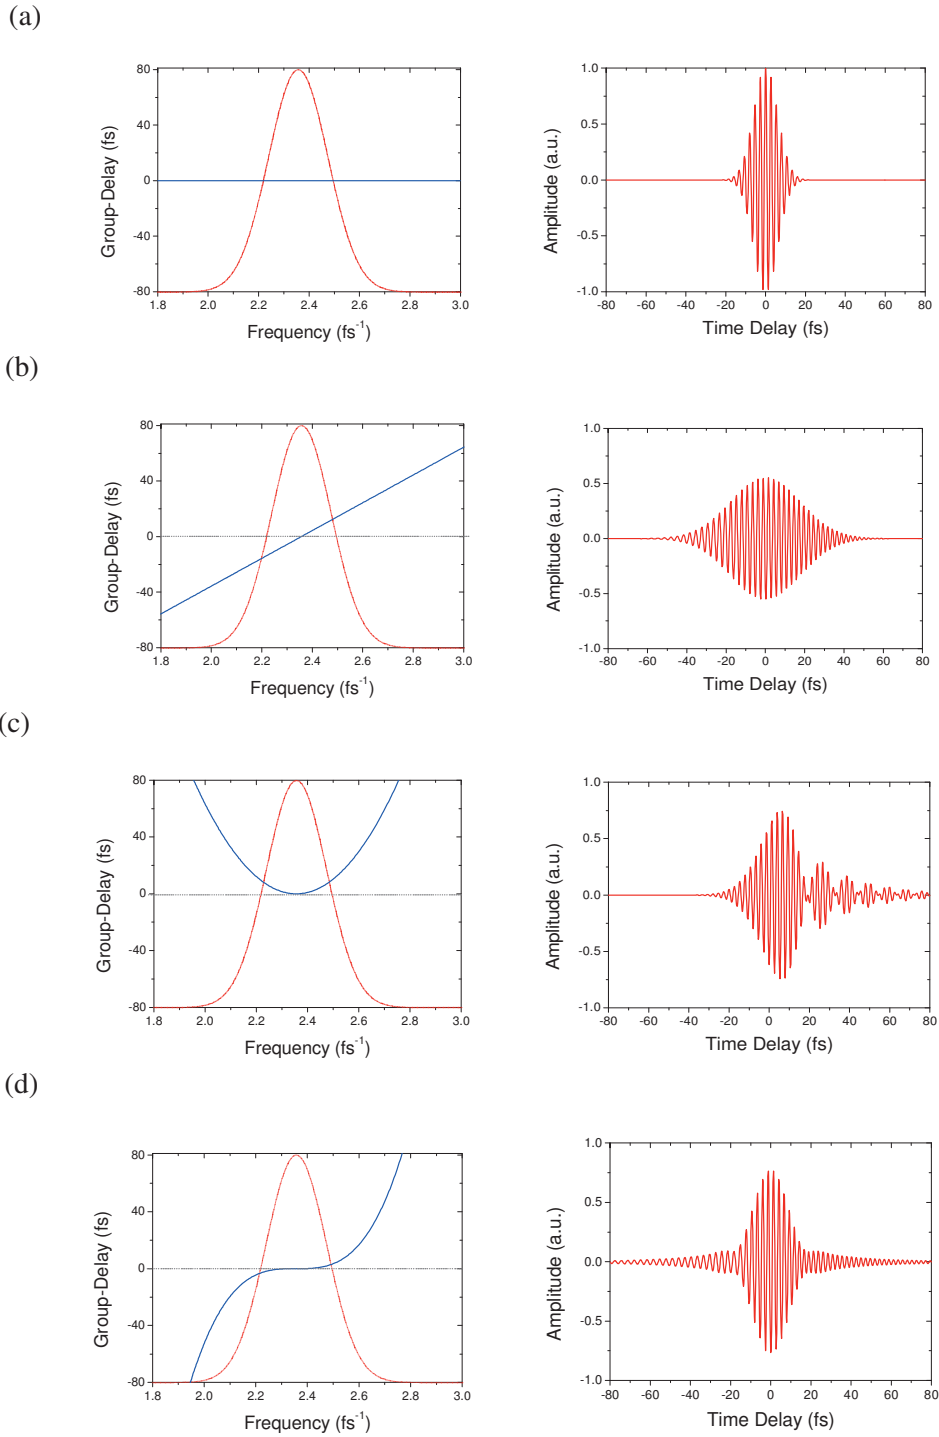 (a)
80
40
0
-40
-80
Group-Delay (fs)
1.8 2.0 2.2 2.4 2.6 2.8 3.0
Frequency (fs-1)
1.0
0.5
0.0
-0.5
-1.0
Amplitude (a.u.)
-80 -60 -40 -20 0 20 40 60 80
Time Delay (fs)
(b)
80
40
0
-40
-80
Group-Delay (fs)
1.8 2.0 2.2 2.4 2.6 2.8 3.0
Frequency (fs-1)
1.0
0.5
0.0
-0.5
-1.0
Amplitude (a.u.)
-80 -60 -40 -20 0 20 40 60 80
Time Delay (fs)
(c)
80
40
0
-40
-80
Group-Delay (fs)
1.8 2.0 2.2 2.4 2.6 2.8 3.0
Frequency (fs-1)
1.0
0.5
0.0
-0.5
-1.0
Amplitude (a.u.)
-80 -60 -40 -20 0 20 40 60 80
Time Delay (fs)
(d)
80
40
0
-40
-80
Group-Delay (fs)
1.8 2.0 2.2 2.4 2.6 2.8 3.0
Frequency (fs-1)
1.0
0.5
0.0
-0.5
-1.0
Amplitude (a.u.)
-80 -60 -40 -20 0 20 40 60 80
Time Delay (fs)